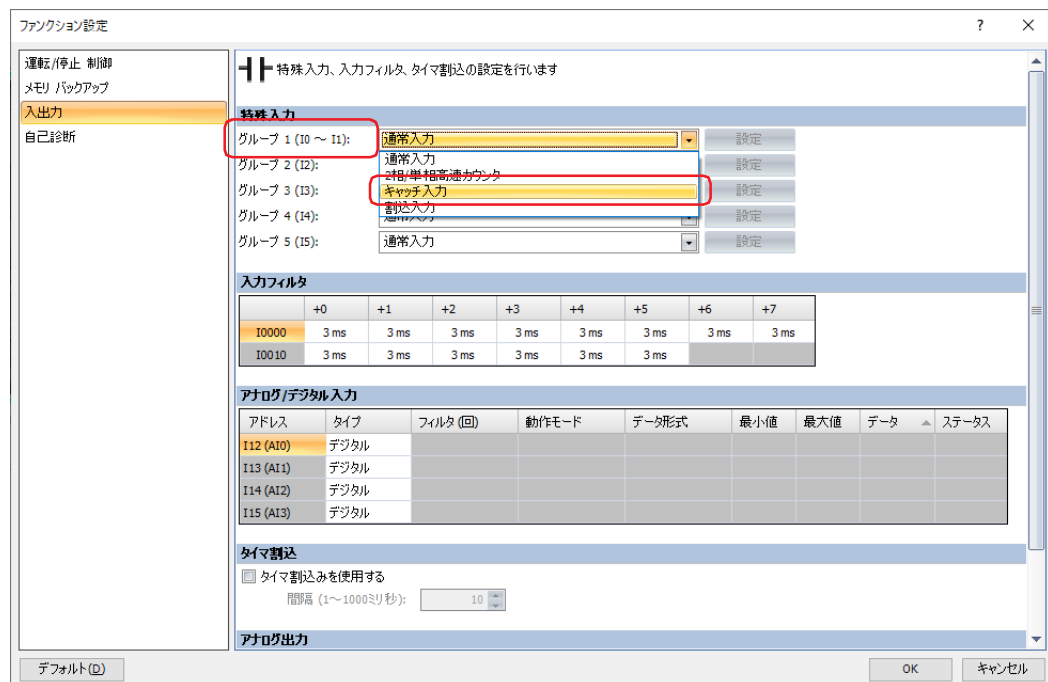 ファンクション設定 ? ×
運転/停止 制御
メモリ バックアップ
入出力
自己診断
特殊入力、入力フィルタ、タイマ割込の設定を行います
特殊入力
グループ 1 (I0 ～ I1): 通常入力 設定
通常入力
2相/単相高速カウンタ
キャッチ入力
割込入力
グループ 2 (I2): 設定
グループ 3 (I3): 設定
グループ 4 (I4): 通常入力 設定
グループ 5 (I5): 通常入力 設定
入力フィルタ
+0 +1 +2 +3 +4 +5 +6 +7
I0000 3 ms 3 ms 3 ms 3 ms 3 ms 3 ms 3 ms 3 ms
I0010 3 ms 3 ms 3 ms 3 ms 3 ms 3 ms
アナログ/デジタル入力
アドレス タイプ フィルタ (回) 動作モード データ形式 最小値 最大値 データ ステータス
I12 (AI0) デジタル
I13 (AI1) デジタル
I14 (AI2) デジタル
I15 (AI3) デジタル
タイマ割込
タイマ割込みを使用する
間隔 (1～1000ミリ秒): 10
アナログ出力
デフォルト(D) OK キャンセル